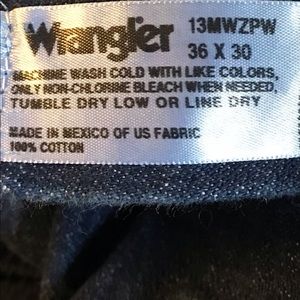 Wrangler 13MWZPW
36 X 30
MACHINE WASH COLD WITH LIKE COLORS,
ONLY NON-CHLORINE BLEACH WHEN NEEDED,
TUMBLE DRY LOW OR LINE DRY
MADE IN MEXICO OF US FABRIC
100% COTTON